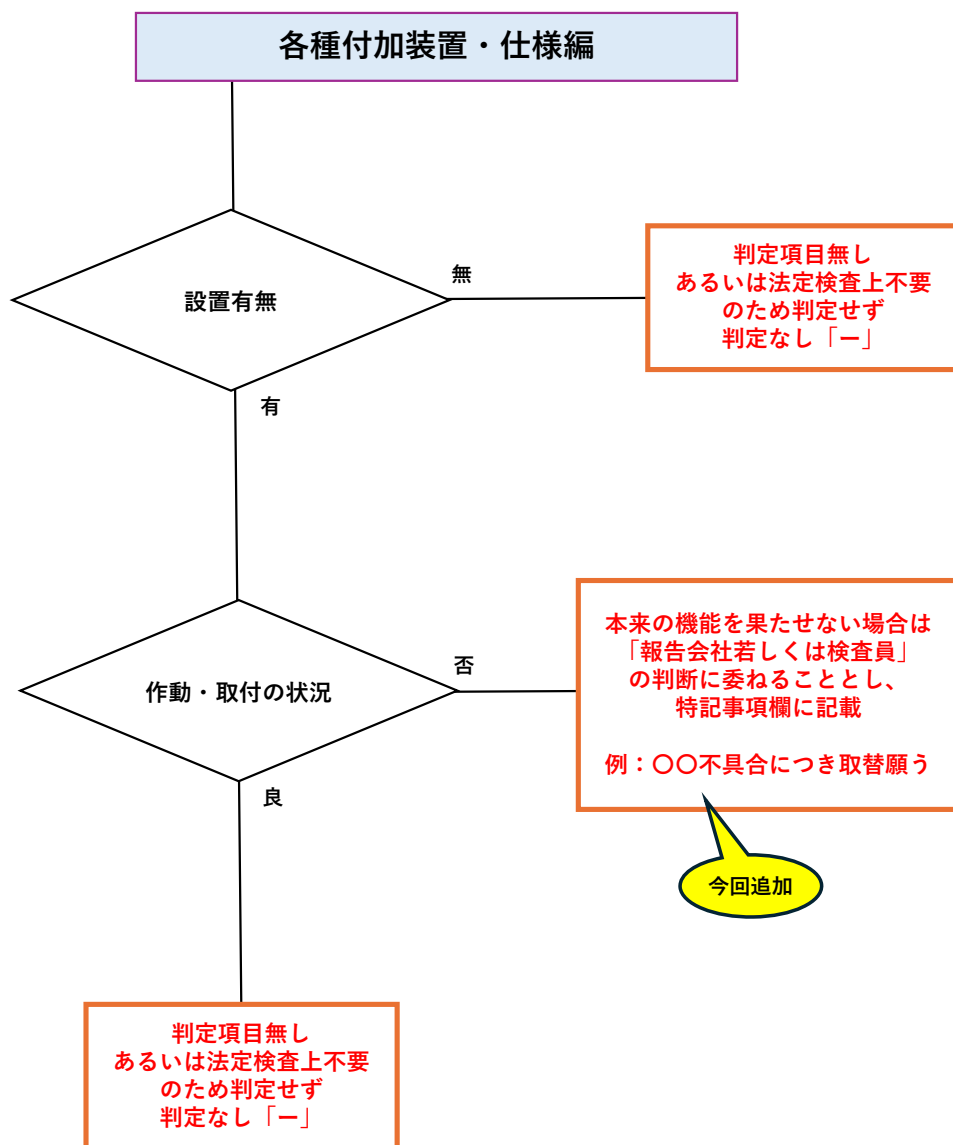 各種付加装置・仕様編
設置有無
無
判定項目無し
あるいは法定検査上不要
のため判定せず
判定なし「ー」
有
作動・取付の状況
否
本来の機能を果たせない場合は
「報告会社若しくは検査員」
の判断に委ねることとし、
特記事項欄に記載
例：〇〇不具合につき取替願う
今回追加
良
判定項目無し
あるいは法定検査上不要
のため判定せず
判定なし「ー」